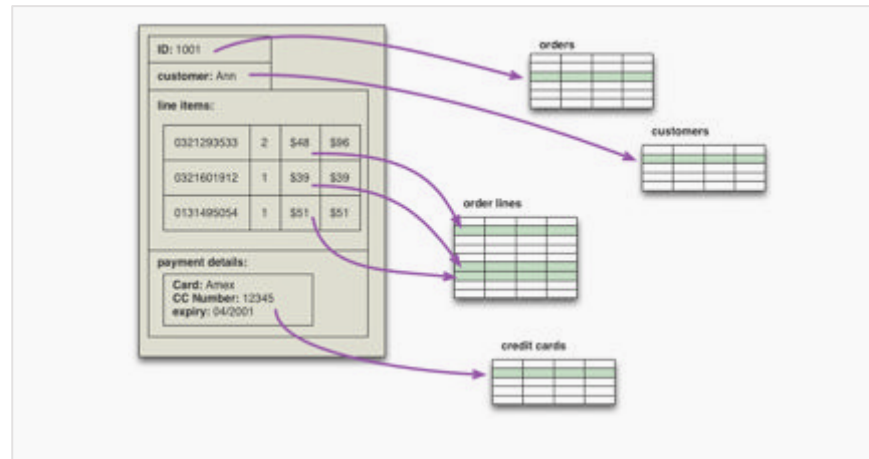 ID: 1001
customer: Ann
line items:
0321293533 2 $48 $96
0321601912 1 $39 $39
0131495054 1 $51 $51
payment details:
Card: Amex
CC Number: 12345
expiry: 04/2001
orders
customers
order lines
credit cards